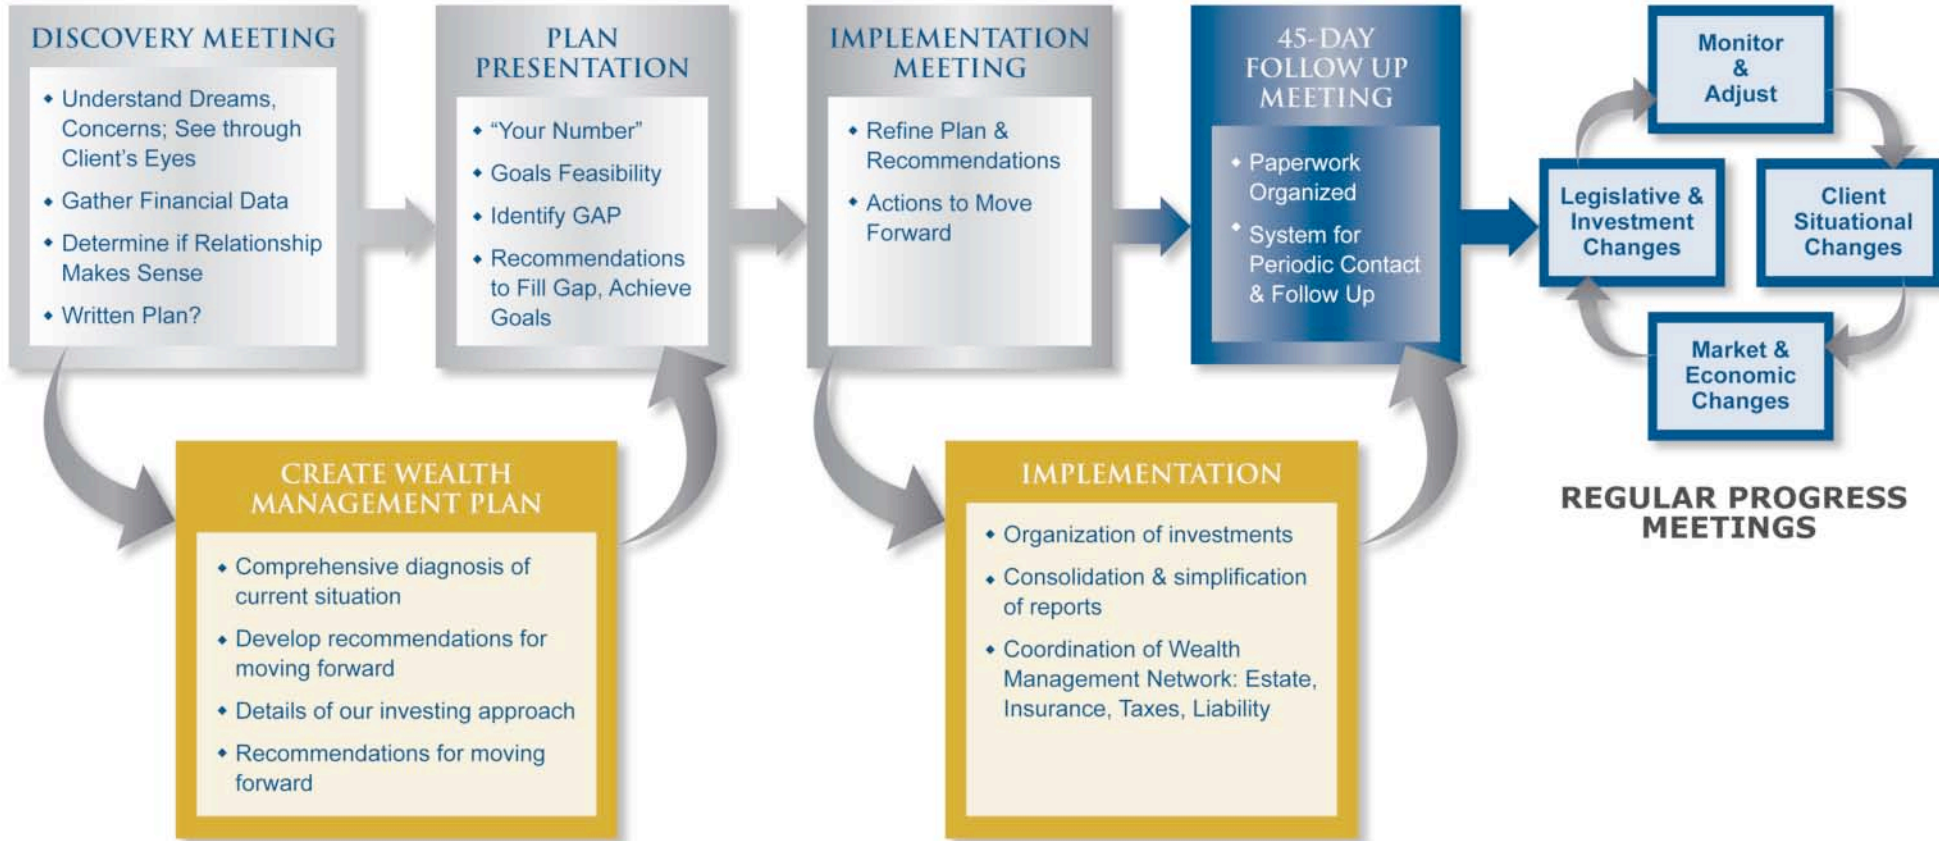 DISCOVERY MEETING
◆ Understand Dreams,
Concerns; See through
Client's Eyes
◆ Gather Financial Data
◆ Determine if Relationship
Makes Sense
◆ Written Plan?
PLAN
PRESENTATION
◆ “Your Number”
◆ Goals Feasibility
◆ Identify GAP
◆ Recommendations
to Fill Gap, Achieve
Goals
IMPLEMENTATION
MEETING
◆ Refine Plan &
Recommendations
◆ Actions to Move
Forward
45-DAY
FOLLOW UP
MEETING
◆ Paperwork
Organized
◆ System for
Periodic Contact
& Follow Up
Monitor
&
Adjust
Legislative &
Investment
Changes
Client
Situational
Changes
Market &
Economic
Changes
REGULAR PROGRESS
MEETINGS
CREATE WEALTH
MANAGEMENT PLAN
◆ Comprehensive diagnosis of
current situation
◆ Develop recommendations for
moving forward
◆ Details of our investing approach
◆ Recommendations for moving
forward
IMPLEMENTATION
◆ Organization of investments
◆ Consolidation & simplification
of reports
◆ Coordination of Wealth
Management Network: Estate,
Insurance, Taxes, Liability